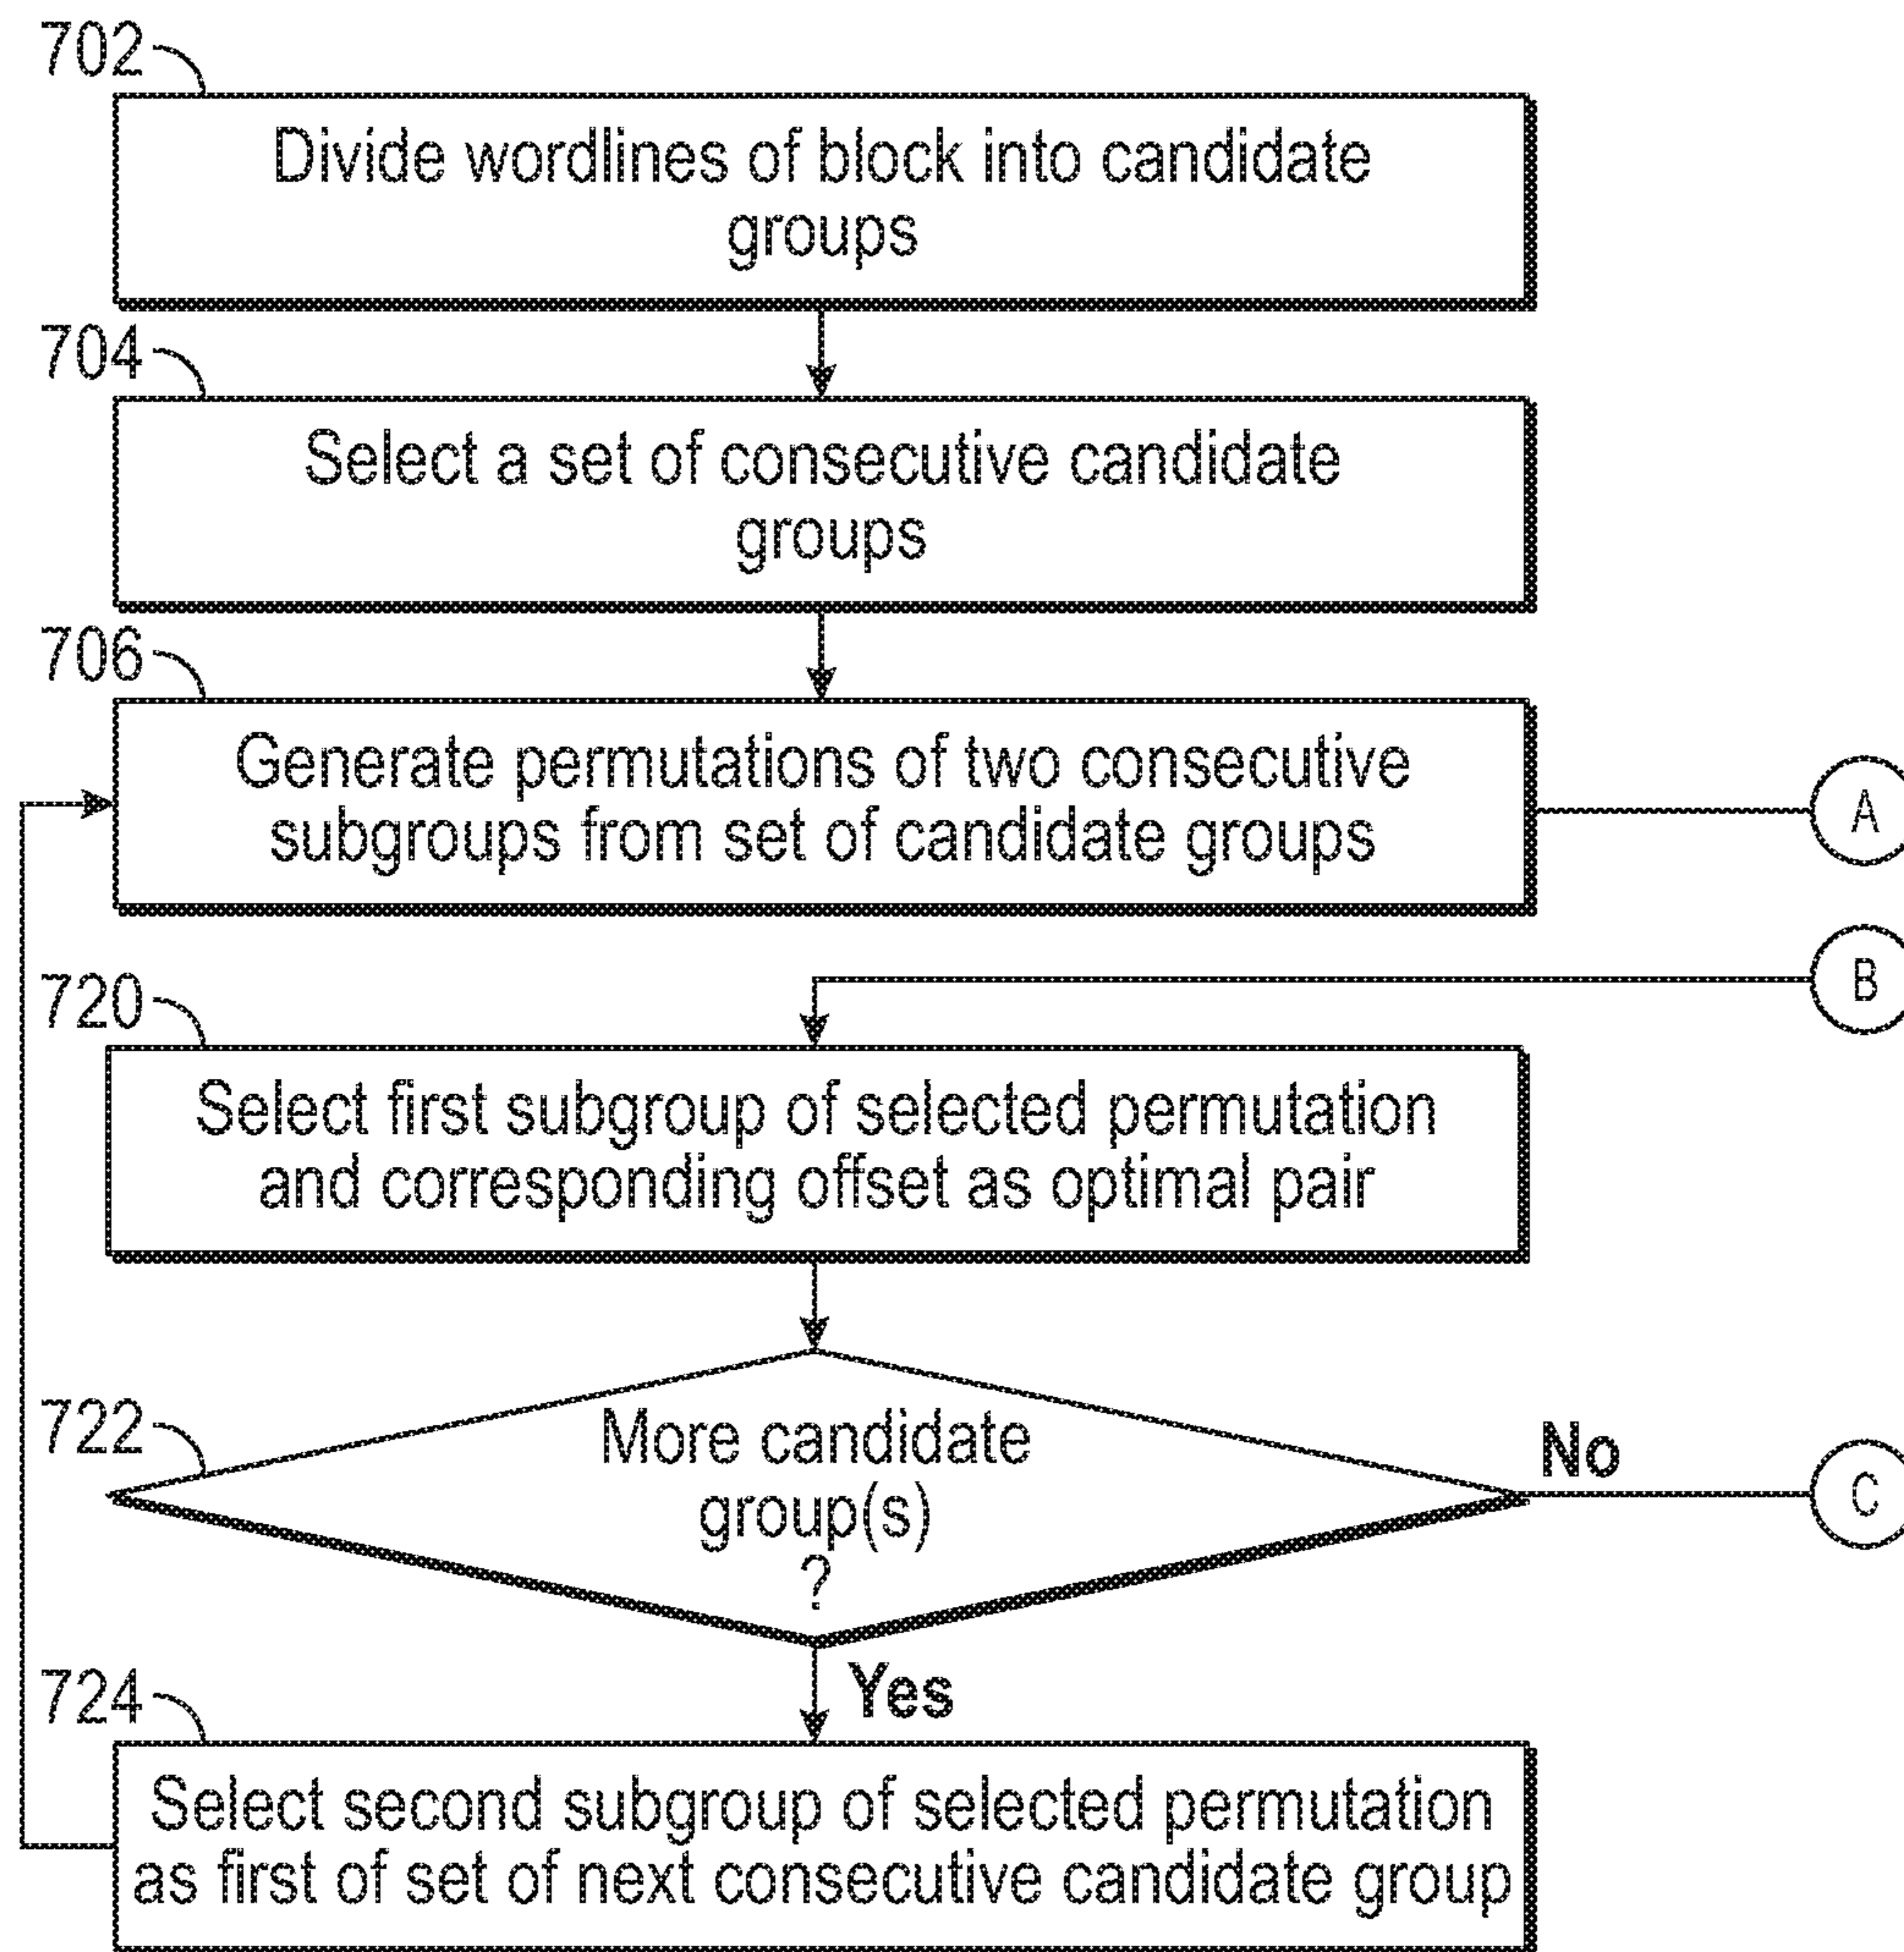 702
Divide wordlines of block into candidate
groups
704
Select a set of consecutive candidate
groups
706
Generate permutations of two consecutive
subgroups from set of candidate groups
A
B
720
Select first subgroup of selected permutation
and corresponding offset as optimal pair
722
More candidate
group(s)
?
No
C
Yes
724
Select second subgroup of selected permutation
as first of set of next consecutive candidate group